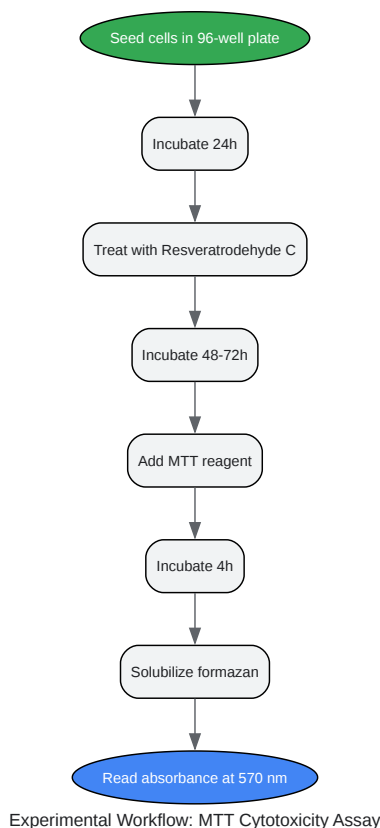 Seed cells in 96-well plate
Incubate 24h
Treat with Resveratrodehyde C
Incubate 48-72h
Add MTT reagent
Incubate 4h
Solubilize formazan
Read absorbance at 570 nm
Experimental Workflow: MTT Cytotoxicity Assay